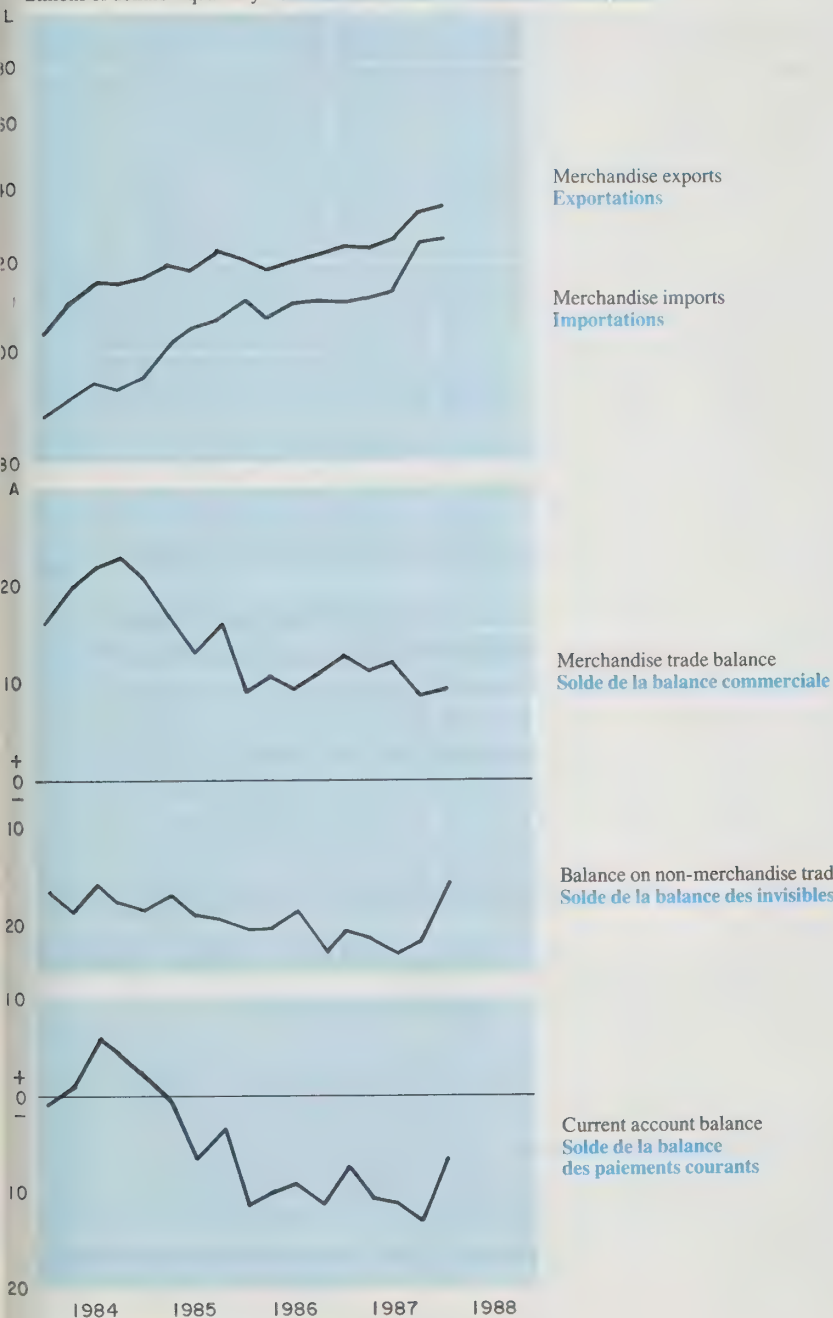 L
80
60
40
Merchandise exports
Exportations
20
Merchandise imports
Importations
00
80
A
20
Merchandise trade balance
Solde de la balance commerciale
10
+
0
−
10
Balance on non-merchandise trad
Solde de la balance des invisibles
20
10
+
0
−
Current account balance
Solde de la balance
des paiements courants
10
20
1984 1985 1986 1987 1988